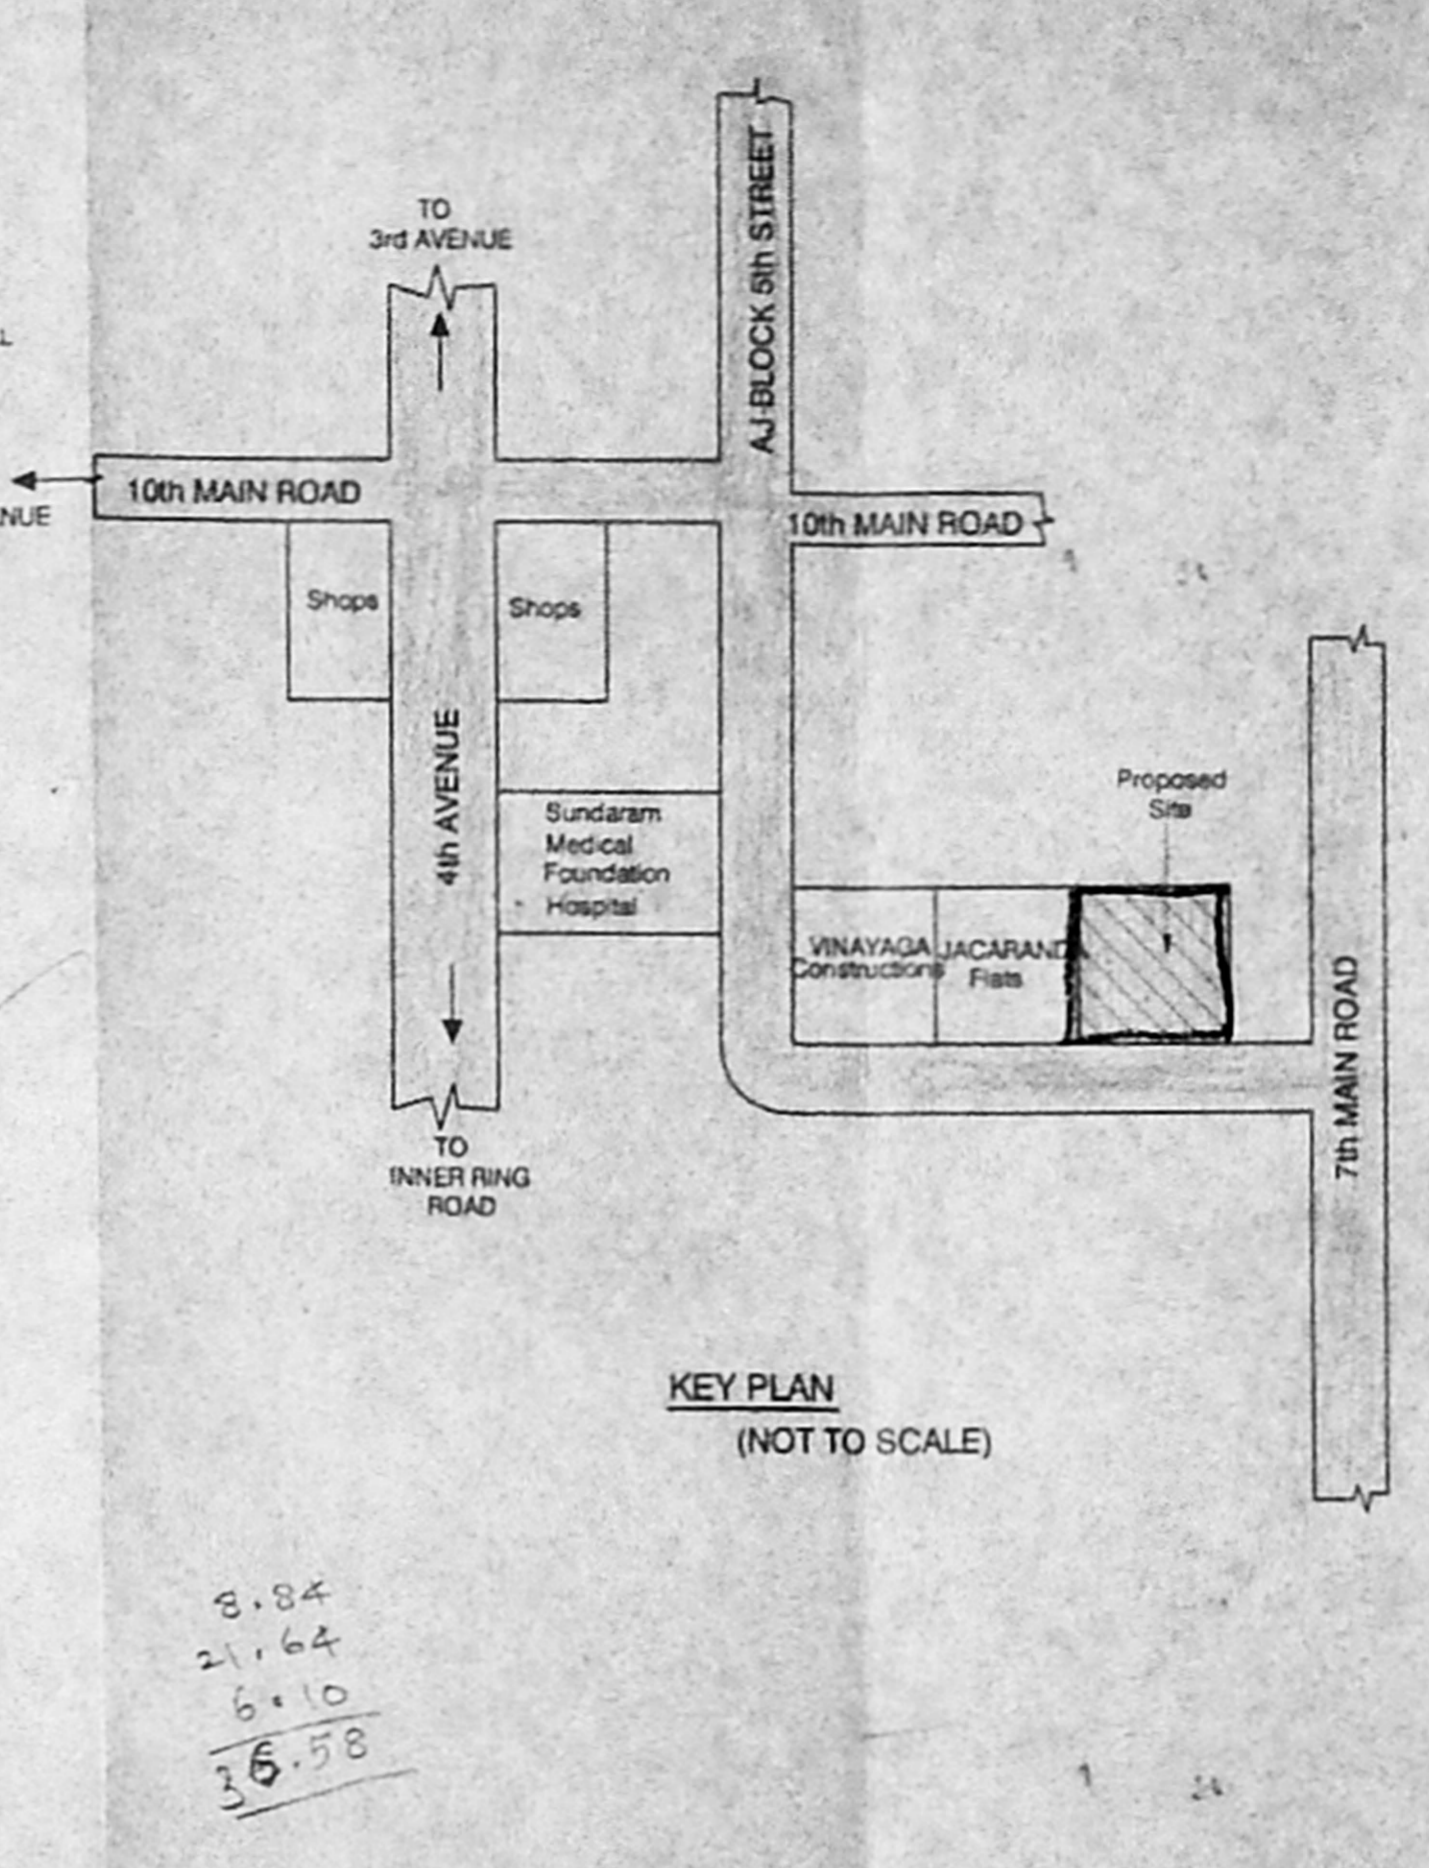 TO
3rd AVENUE
AJ-BLOCK 5th STREET
10th MAIN ROAD
NUE
10th MAIN ROAD
Shops
Shops
4th AVENUE
Sundaram
Medical
Foundation
Hospital
Proposed
Site
VINAYAGA
Constructions
JACARANDA
Flats
7th MAIN ROAD
TO
INNER RING
ROAD
KEY PLAN
(NOT TO SCALE)
8.84
21.64
6.10
36.58